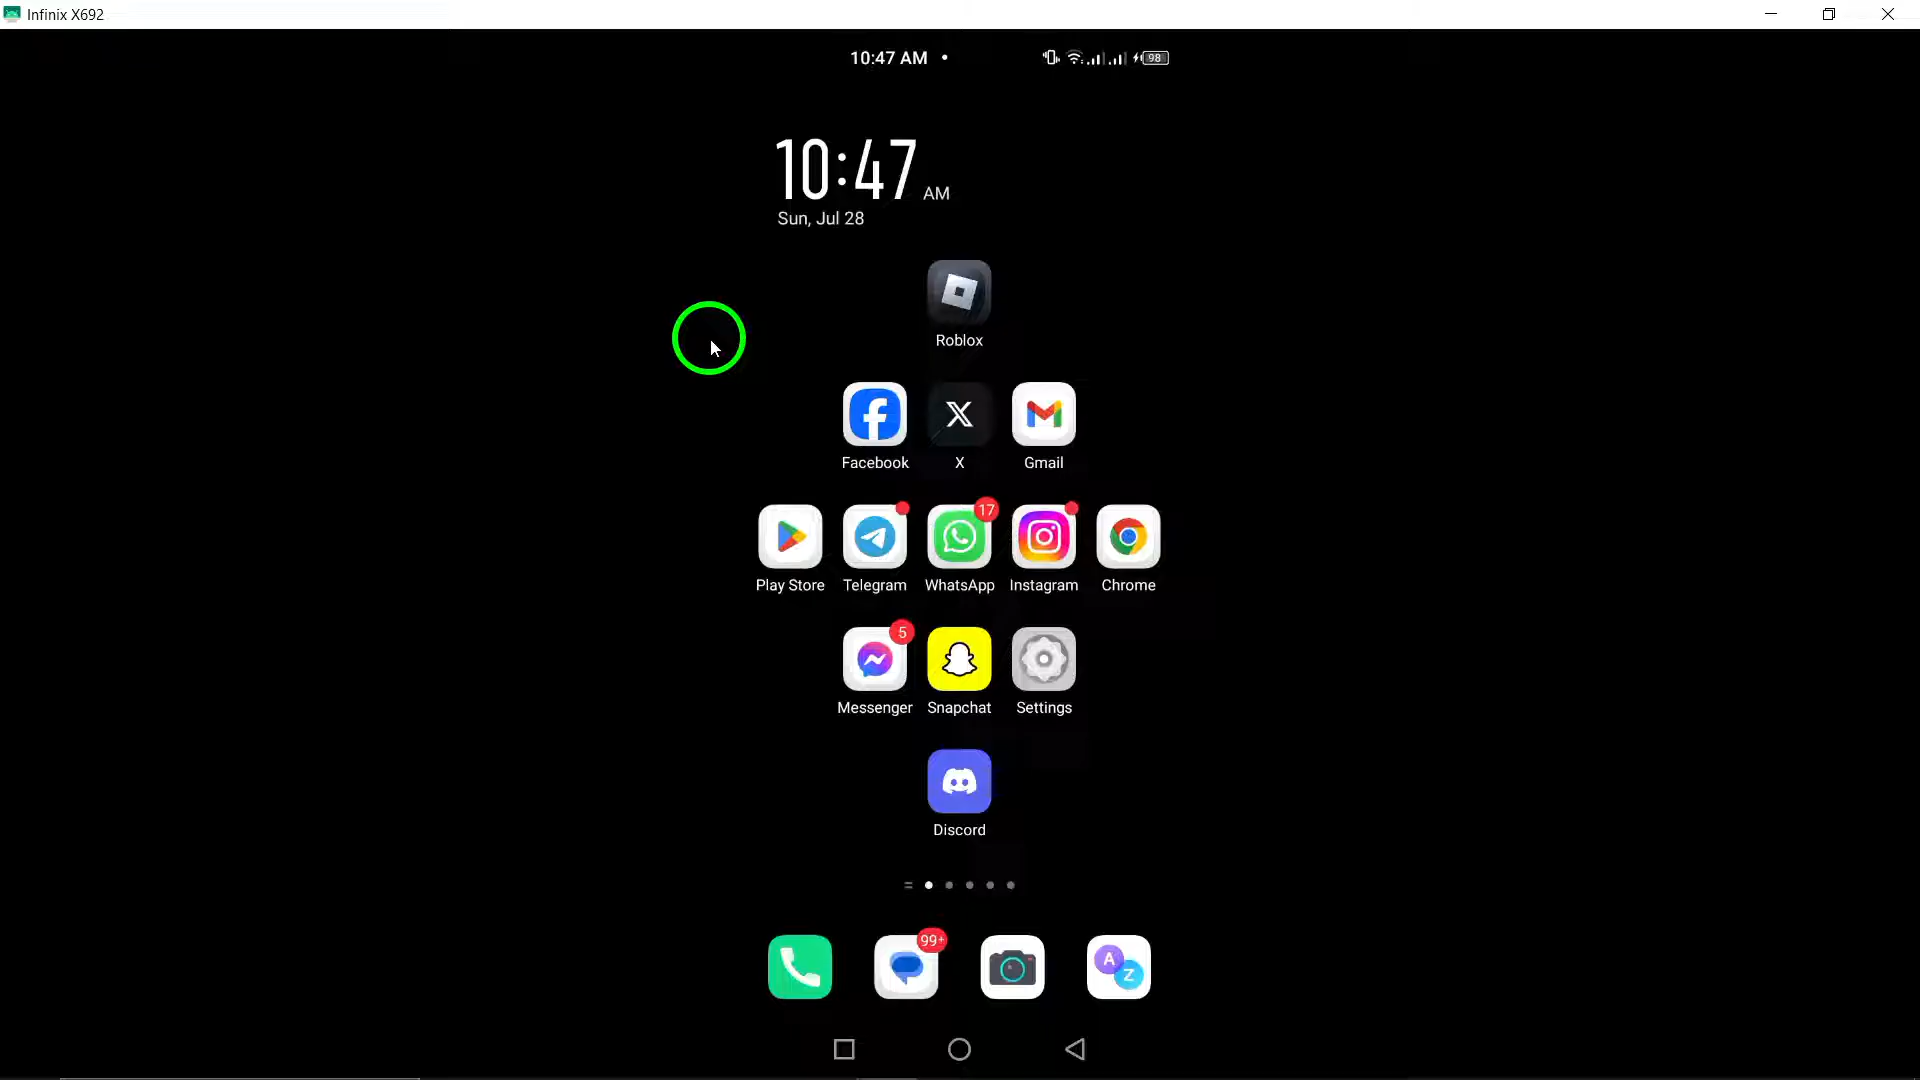 Infinix X692
10:47 AM
98
10:47 AM
Sun, Jul 28
Roblox
Facebook X Gmail
17
Play Store Telegram WhatsApp Instagram Chrome
5
Messenger Snapchat Settings
Discord
99+
A
Z